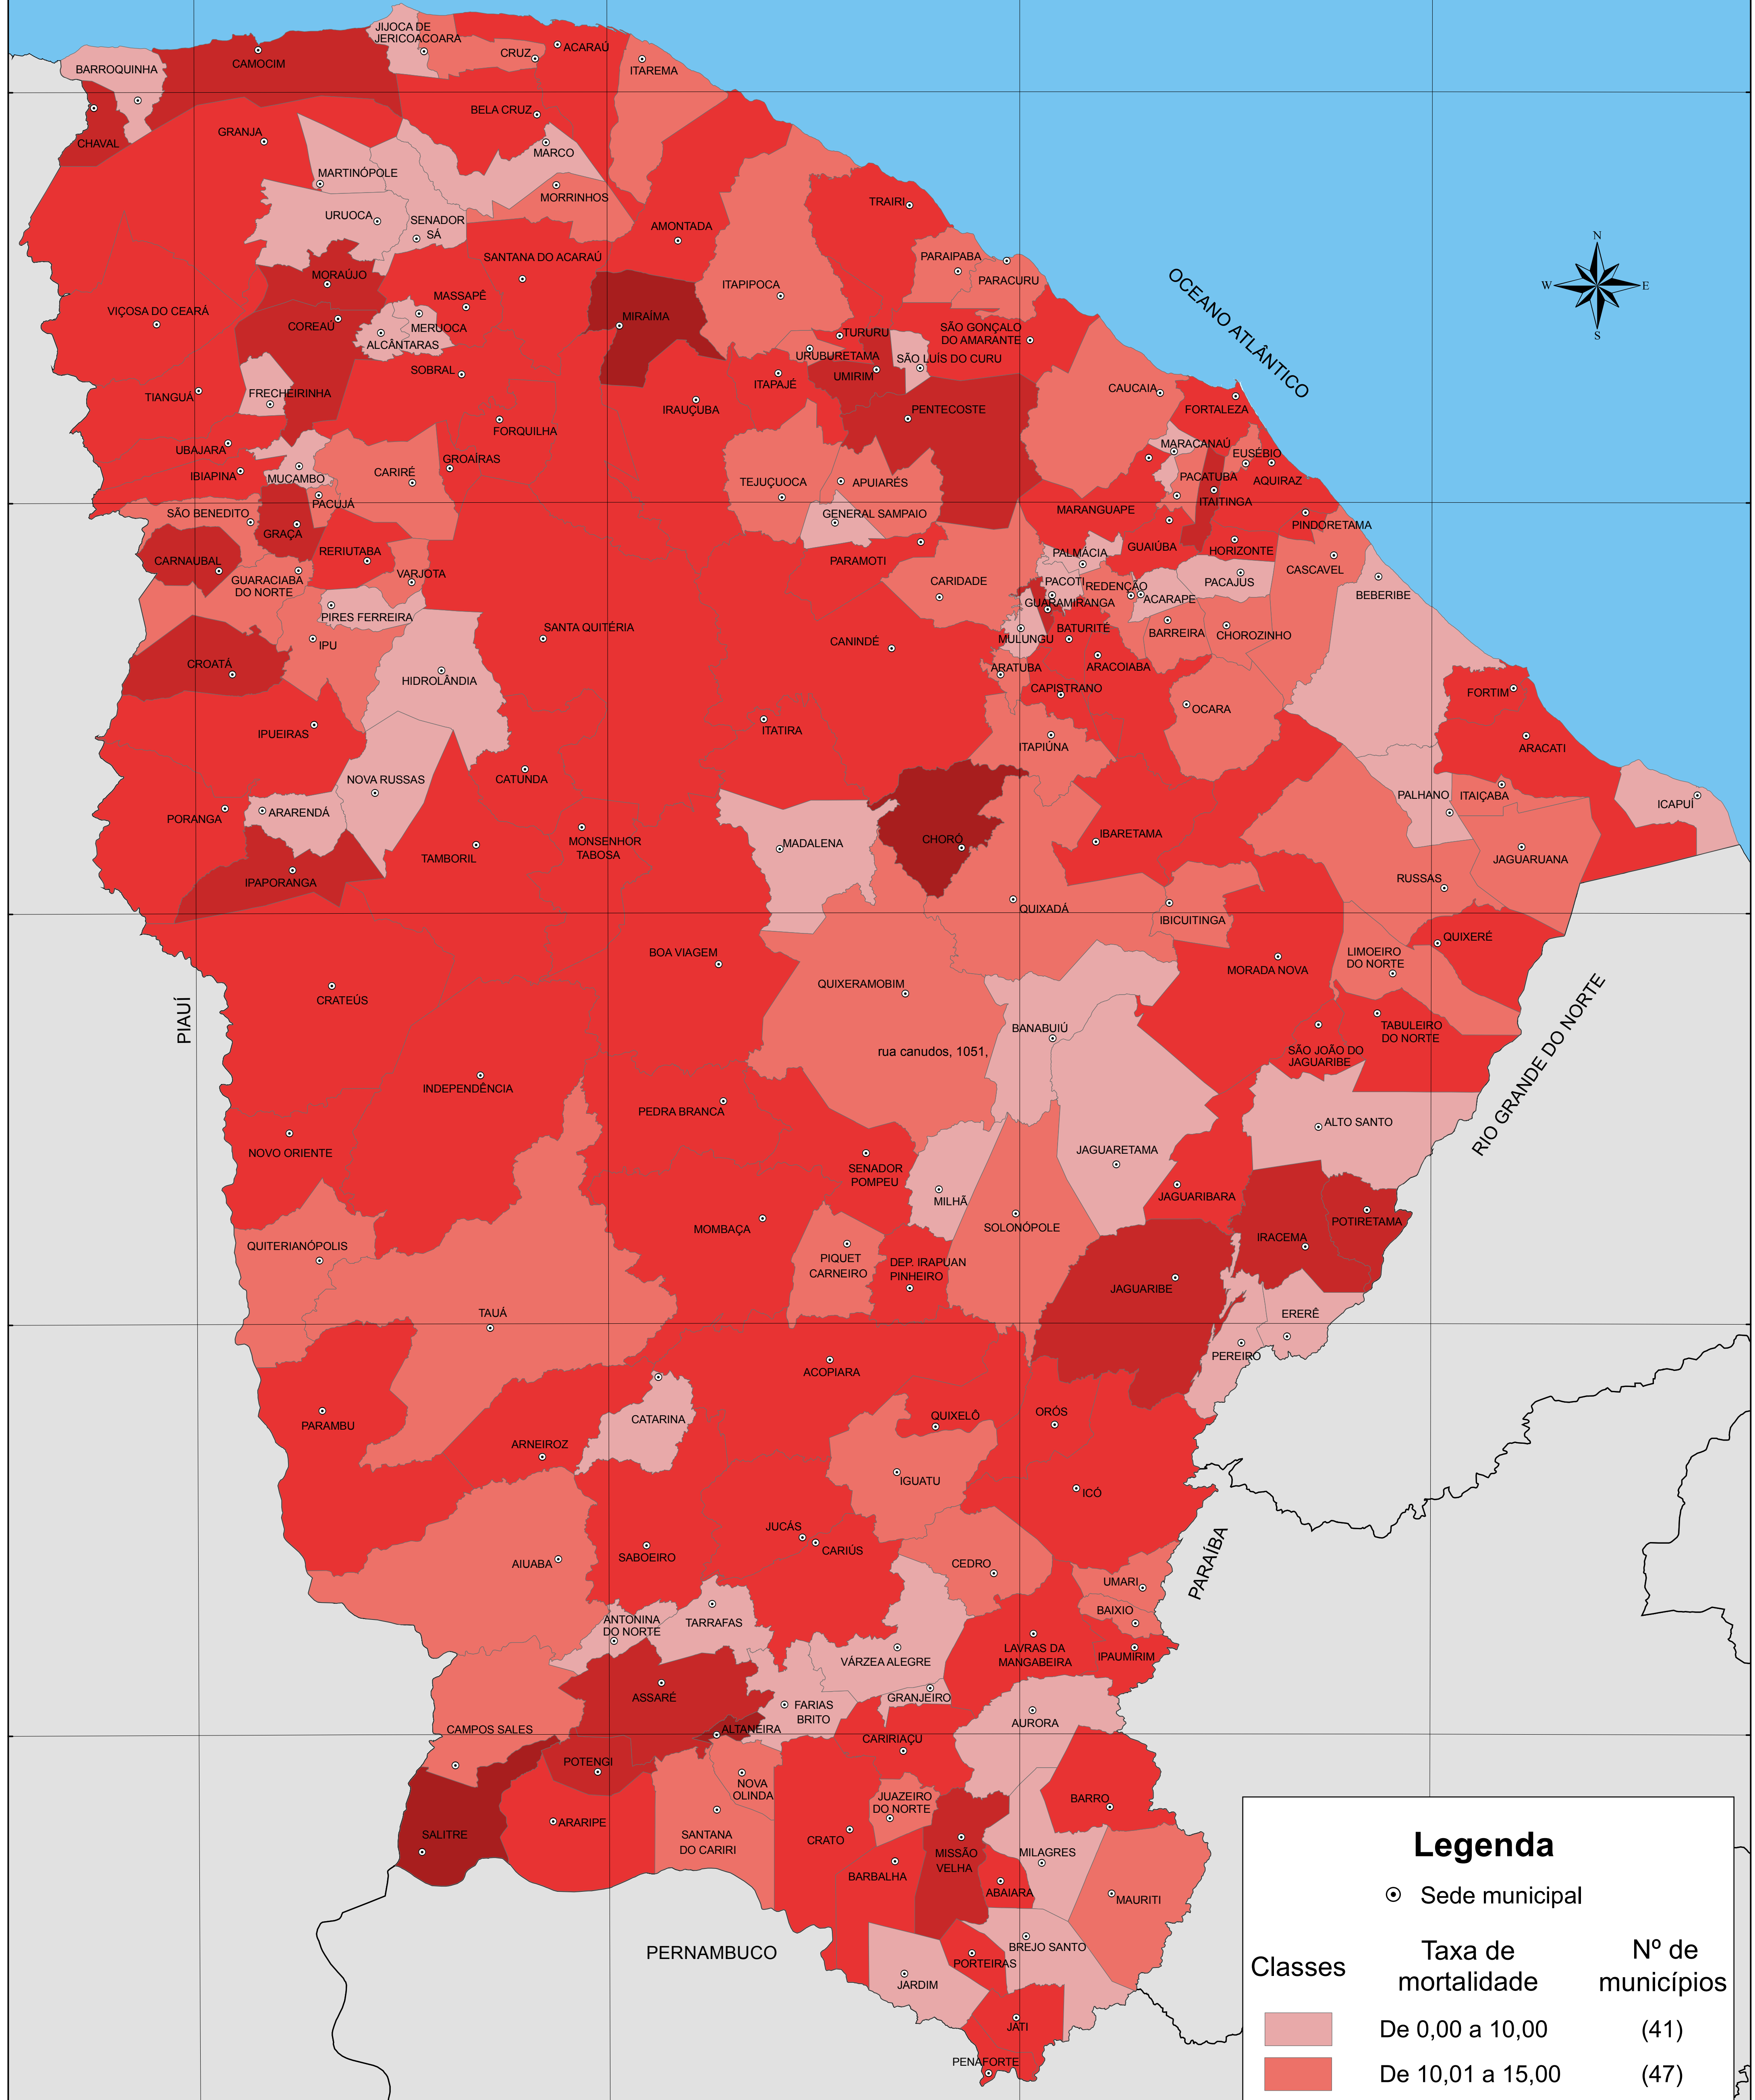 JIJOCA DE
JERICOACOARA
CRUZ
ACARAÚ
ITAREMA
BARROQUINHA
CAMOCIM
CHAVAL
GRANJA
BELA CRUZ
MARCO
MARTINÓPOLE
MORRINHOS
URUOCA
SENADOR
SÁ
AMONTADA
TRAIRI
SANTANA DO ACARAÚ
PARAIPABA
PARACURU
MORAÚJO
ITAPIPOCA
MASSAPÊ
VIÇOSA DO CEARÁ
COREAÚ
MERUOCA
ALCÂNTARAS
MIRAÍMA
TURURU
SÃO GONÇALO
DO AMARANTE
URUBURETAMA
SÃO LUÍS DO CURU
OCEANO ATLÂNTICO
N
W
E
S
SOBRAL
UMIRIM
ITAPAJÉ
TIANGUÁ
FRECHEIRINHA
IRAUÇUBA
PENTECOSTE
CAUCAIA
FORTALEZA
FORQUILHA
UBAJARA
MARACANAÚ
EUSÉBIO
GROAÍRAS
IBIAPINA
MUCAMBO
CARIRÉ
TEJUÇUOCA
APUIARÉS
PACATUBA
AQUIRAZ
PACUJÁ
ITAITINGA
SÃO BENEDITO
GENERAL SAMPAIO
MARANGUAPE
PINDORETAMA
GRAÇA
CARNAUBAL
RERIUTABA
PARAMOTI
PALMÁCIA
GUAIÚBA
HORIZONTE
GUARACIABA
DO NORTE
VARJOTA
CARIDADE
PACOTI
REDENÇÃO
PACAJUS
CASCAVEL
BEBERIBE
PIRES FERREIRA
GUARAMIRANGA
ACARAPE
SANTA QUITÉRIA
CANINDÉ
MULUNGU
BATURITÉ
BARREIRA
CHOROZINHO
IPU
CROATÁ
HIDROLÂNDIA
ARATUBA
ARACOIABA
CAPISTRANO
FORTIM
OCARA
IPUEIRAS
ITATIRA
ITAPIÚNA
ARACATI
NOVA RUSSAS
CATUNDA
PALHANO
ITAIÇABA
ICAPUÍ
PORANGA
ARARENDÁ
MONSENHOR
TABOSA
MADALENA
CHORÓ
IBARETAMA
TAMBORIL
JAGUARUANA
IPAPORANGA
RUSSAS
QUIXADÁ
IBICUITINGA
QUIXERÉ
BOA VIAGEM
LIMOEIRO
DO NORTE
MORADA NOVA
CRATEÚS
QUIXERAMOBIM
PIAUÍ
BANABUIÚ
TABULEIRO
DO NORTE
rua canudos, 1051,
SÃO JOÃO DO
JAGUARIBE
RIO GRANDE DO NORTE
INDEPENDÊNCIA
PEDRA BRANCA
ALTO SANTO
NOVO ORIENTE
JAGUARETAMA
SENADOR
POMPEU
MILHÃ
JAGUARIBARA
MOMBAÇA
SOLONÓPOLE
POTIRETAMA
IRACEMA
QUITERIANÓPOLIS
PIQUET
CARNEIRO
DEP. IRAPUAN
PINHEIRO
JAGUARIBE
TAUÁ
ERERÊ
PEREIRO
ACOPIARA
PARAMBU
CATARINA
QUIXELÔ
ORÓS
ARNEIROZ
IGUATU
ICÓ
JUCÁS
CARIÚS
SABOEIRO
AIUABA
CEDRO
PARAÍBA
UMARI
BAIXIO
ANTONINA
DO NORTE
TARRAFAS
LAVRAS DA
MANGABEIRA
IPAUMIRIM
VÁRZEA ALEGRE
ASSARÉ
FARIAS
BRITO
GRANJEIRO
AURORA
CAMPOS SALES
ALTANEIRA
CARIRIAÇU
POTENGI
NOVA
OLINDA
JUAZEIRO
DO NORTE
BARRO
ARARIPE
SALITRE
SANTANA
DO CARIRI
CRATO
MISSÃO
VELHA
MILAGRES
BARBALHA
ABAIARA
MAURITI
PERNAMBUCO
BREJO SANTO
PORTEIRAS
JARDIM
JATI
PENAFORTE
Legenda
Sede municipal
Classes
Taxa de
mortalidade
Nº de
municípios
De 0,00 a 10,00 (41)
De 10,01 a 15,00 (47)